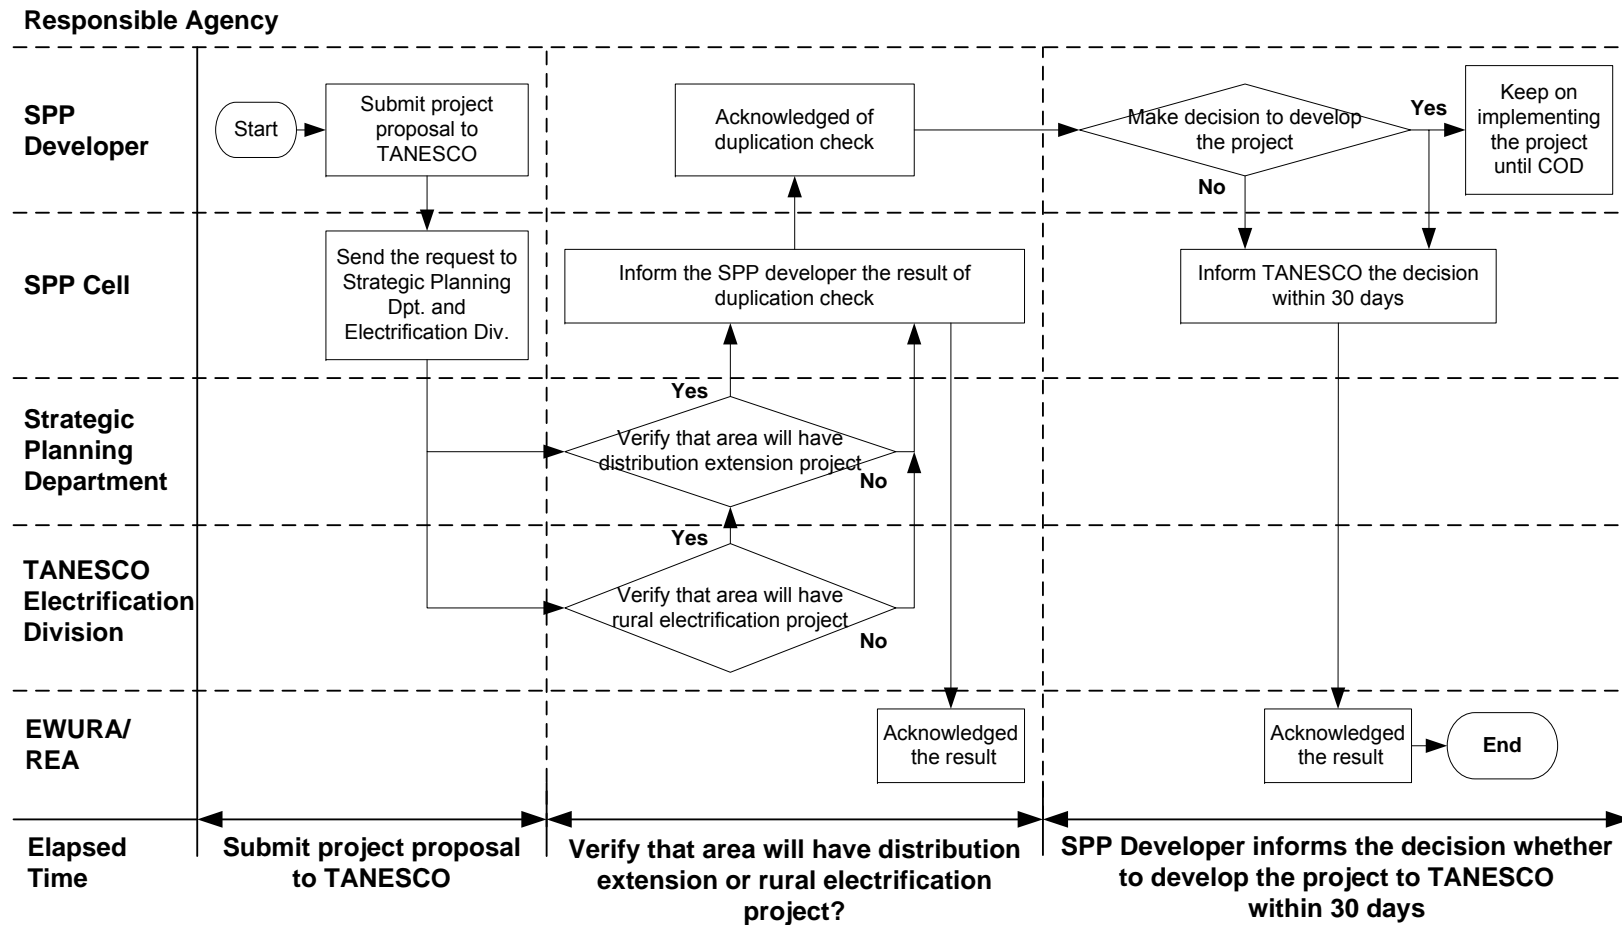 Responsible Agency
SPP
Developer
Start
Submit project
proposal to
TANESCO
Acknowledged of
duplication check
Make decision to develop
the project
Yes
No
Keep on
implementing
the project
until COD
SPP Cell
Send the request to
Strategic Planning
Dpt. and
Electrification Div.
Inform the SPP developer the result of
duplication check
Inform TANESCO the decision
within 30 days
Strategic
Planning
Department
Yes
Verify that area will have
distribution extension project
No
TANESCO
Electrification
Division
Yes
Verify that area will have
rural electrification project
No
EWURA/
REA
Acknowledged
the result
Acknowledged
the result
End
Elapsed
Time
Submit project proposal
to TANESCO
Verify that area will have distribution
extension or rural electrification
project?
SPP Developer informs the decision whether
to develop the project to TANESCO
within 30 days